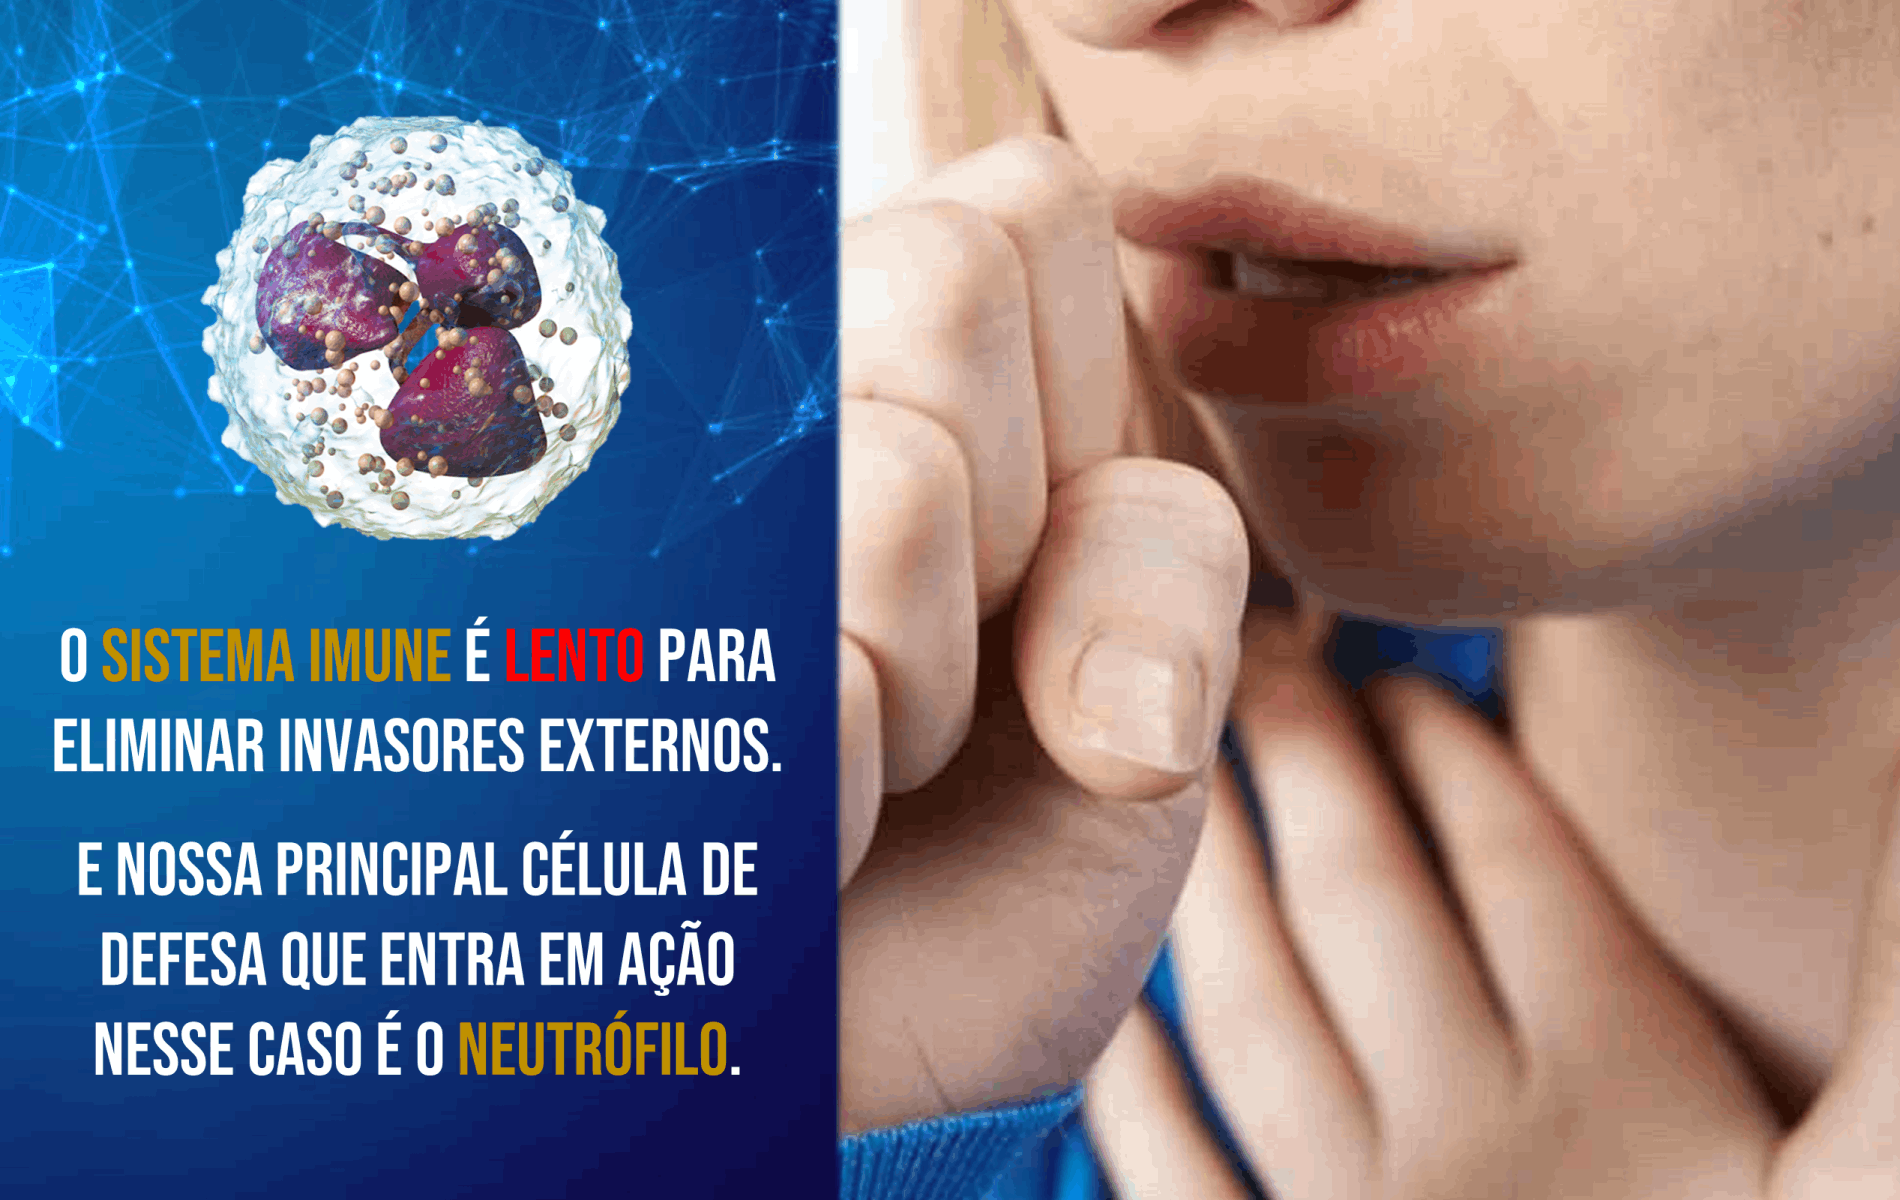 O SISTEMA IMUNE É LENTO PARA
ELIMINAR INVASORES EXTERNOS.
E NOSSA PRINCIPAL CÉLULA DE
DEFESA QUE ENTRA EM AÇÃO
NESSE CASO É O NEUTRÓFILO.